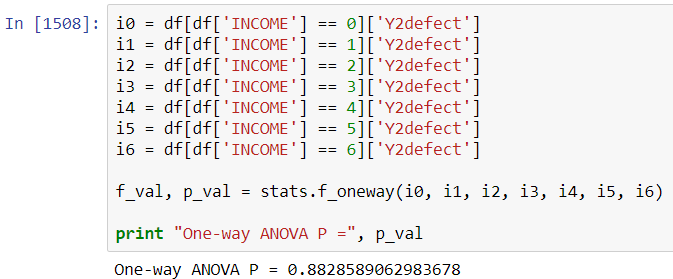 In [1508]: i0 = df[df['INCOME'] == 0]['Y2defect']
i1 = df[df['INCOME'] == 1]['Y2defect']
i2 = df[df['INCOME'] == 2]['Y2defect']
i3 = df[df['INCOME'] == 3]['Y2defect']
i4 = df[df['INCOME'] == 4]['Y2defect']
i5 = df[df['INCOME'] == 5]['Y2defect']
i6 = df[df['INCOME'] == 6]['Y2defect']
f_val, p_val = stats.f_oneway(i0, i1, i2, i3, i4, i5, i6)
print "One-way ANOVA P =", p_val
One-way ANOVA P = 0.8828589062983678